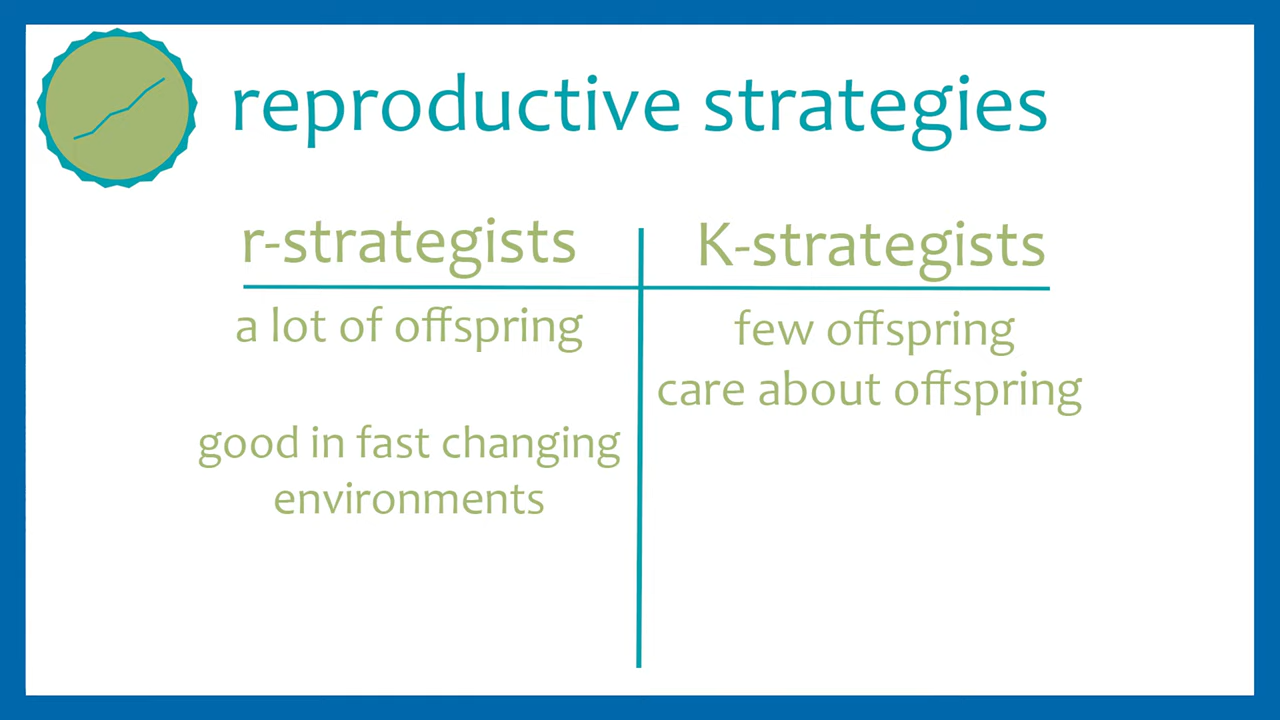 reproductive strategies
r-strategists
a lot of offspring
good in fast changing
environments
K-strategists
few offspring
care about offspring